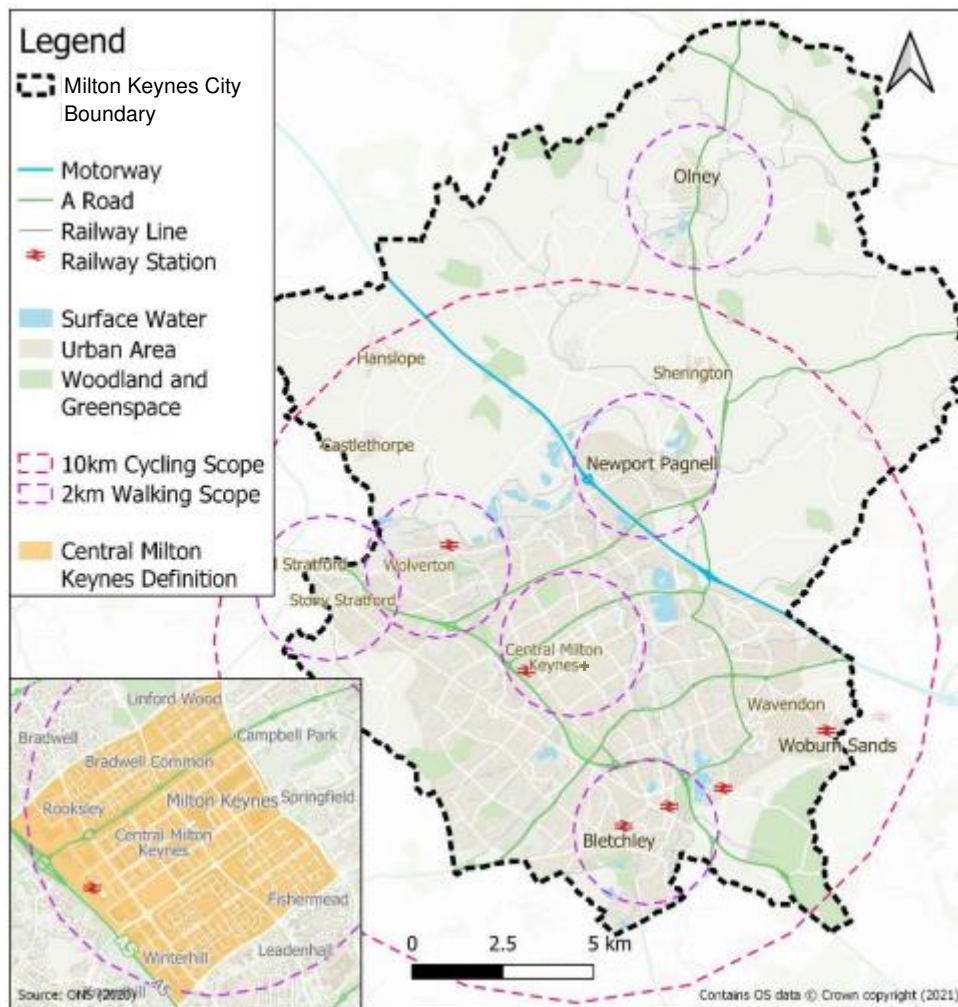 Legend
Milton Keynes City
Boundary
Motorway
A Road
Railway Line
Railway Station
Surface Water
Urban Area
Woodland and
Greenspace
10km Cycling Scope
2km Walking Scope
Central Milton
Keynes Definition
Olney
Hanslope
Sherington
Castlethorpe
Newport Pagnell
Wolverton
Stratford
Stony Stratford
Central Milton
Keynes
Wavendon
Woburn Sands
Bletchley
Linford Wood
Bradwell
Campbell Park
Bradwell Common
Rooksley
Milton Keynes
Springfield
Central Milton
Keynes
Fishermead
Winterhill
Leadenhall
A5
A5
0 2.5 5 km
Source: ONS (2020)
Contains OS data © Crown copyright (2021)